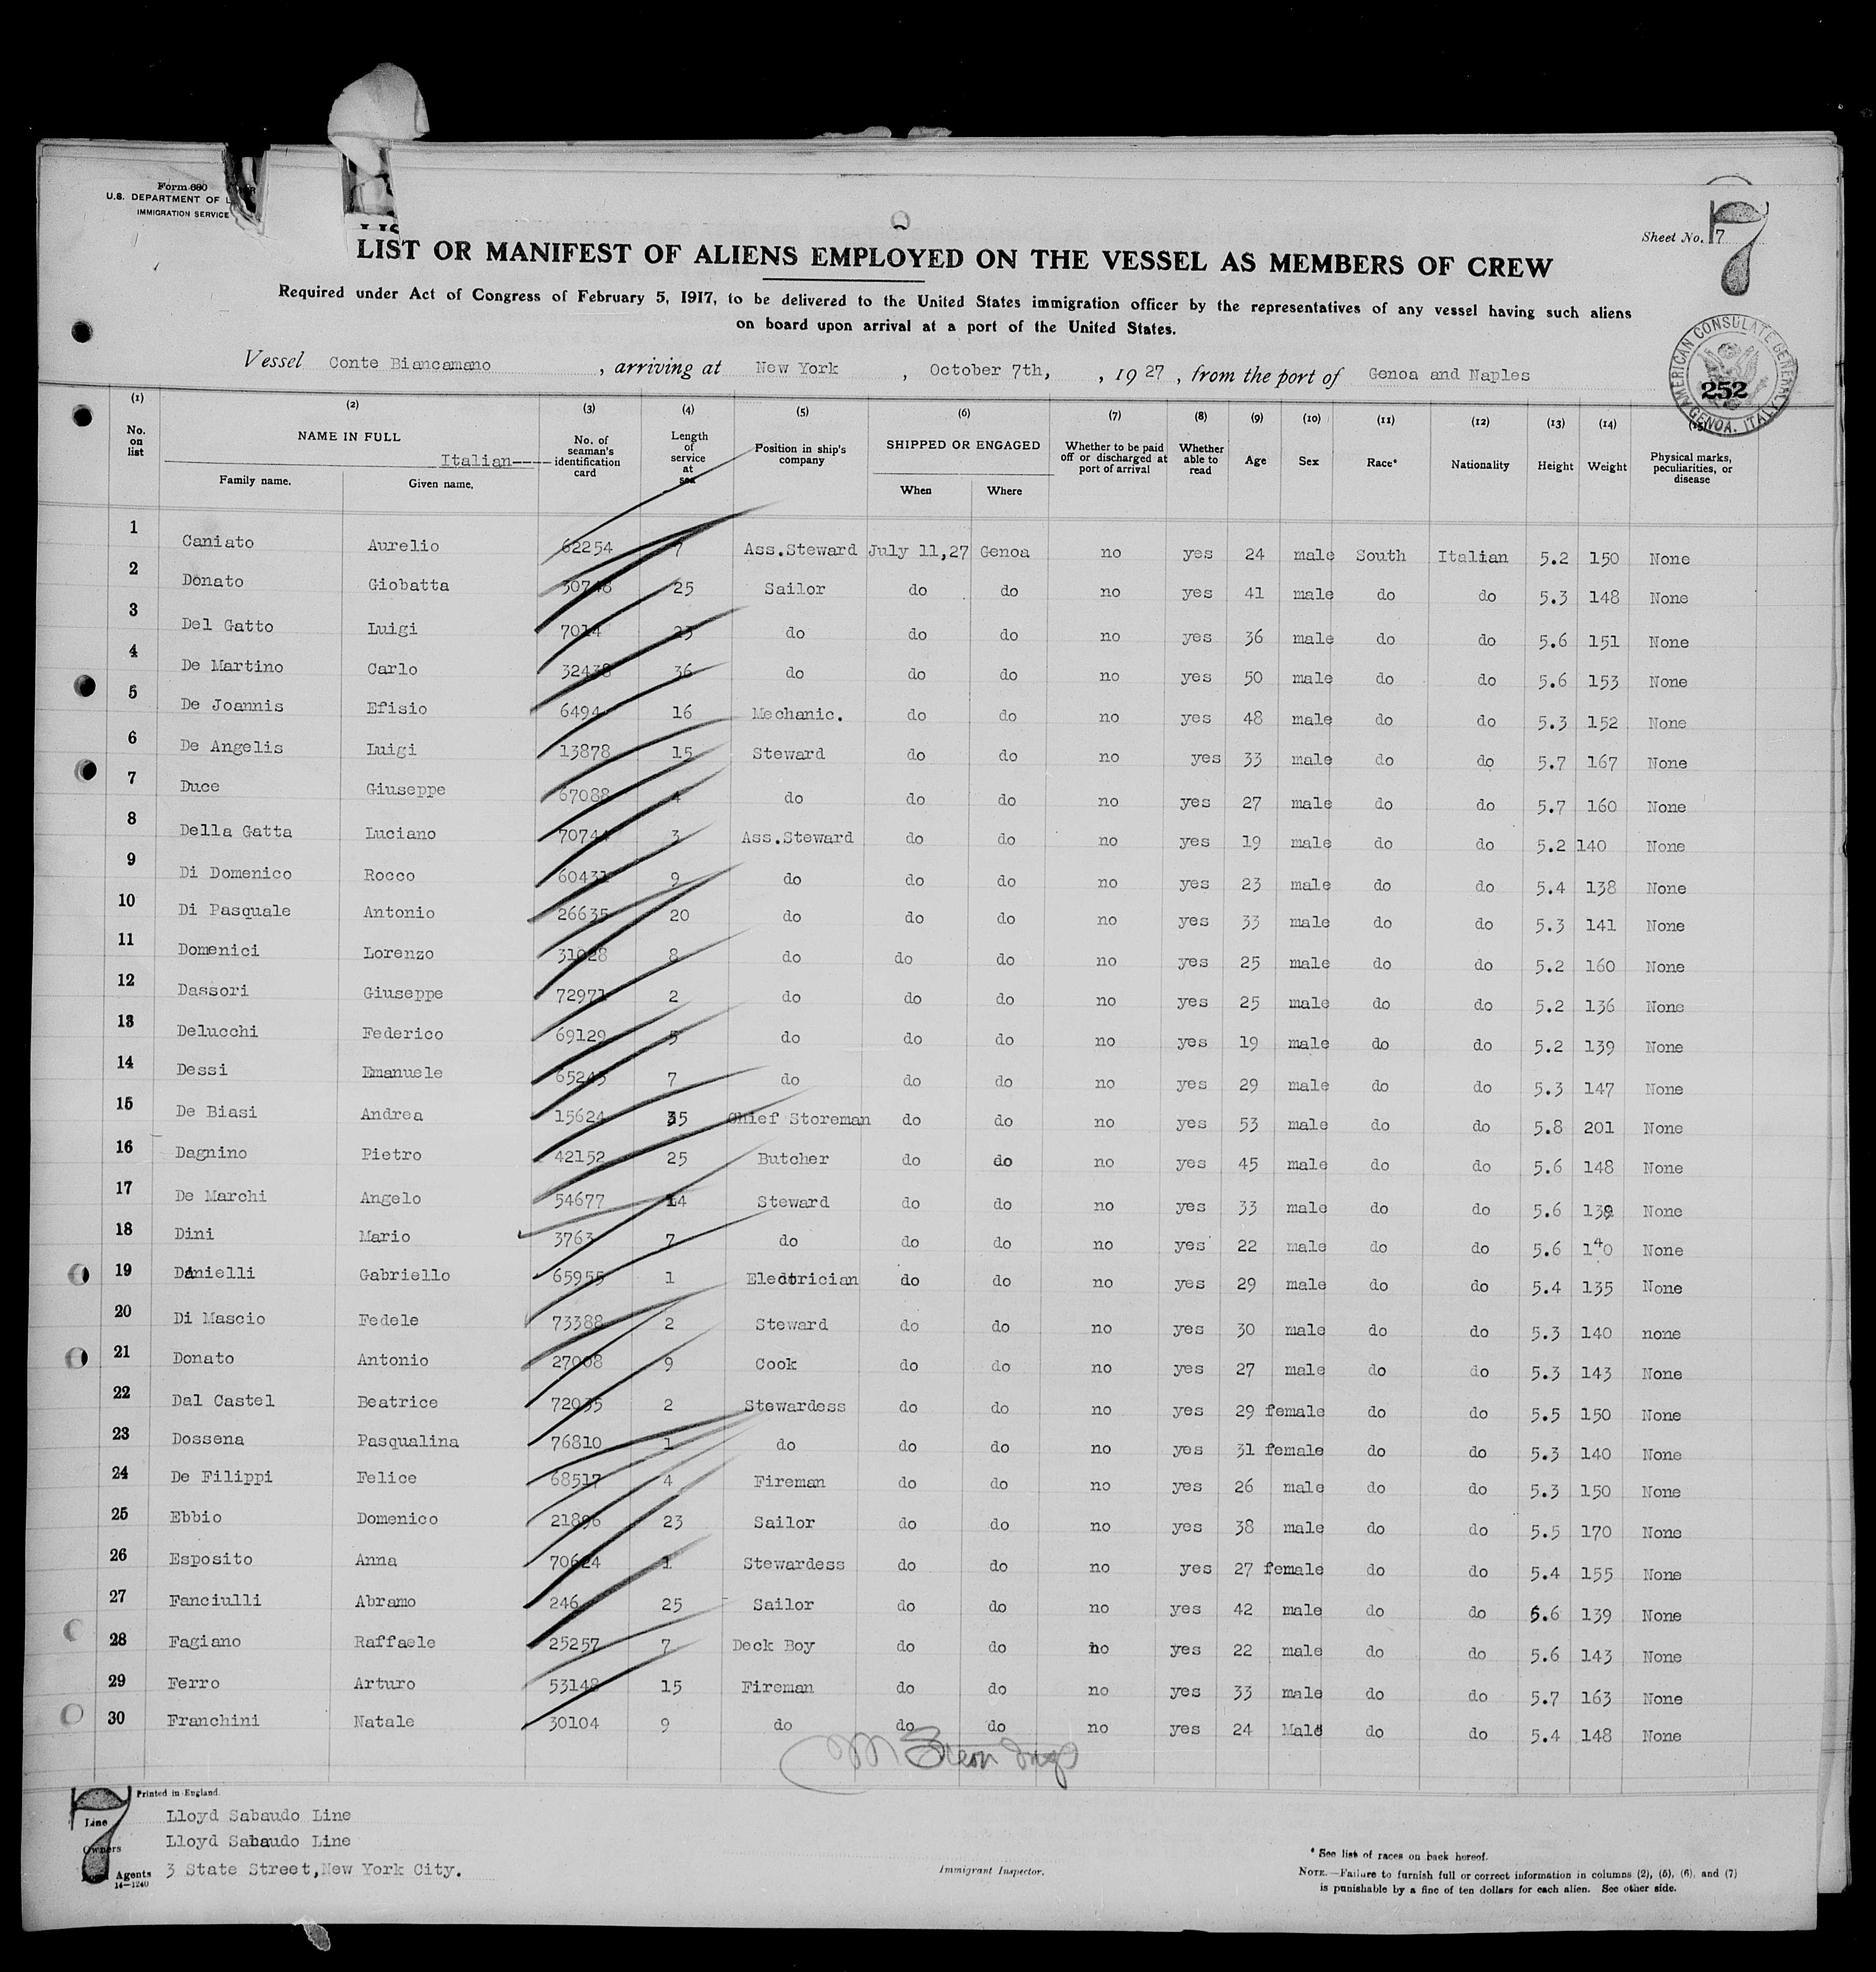 Form 680
U.S. DEPARTMENT OF
IMMIGRATION SERVICE
Sheet No. 7
7
LIST OR MANIFEST OF ALIENS EMPLOYED ON THE VESSEL AS MEMBERS OF CREW
Required under Act of Congress of February 5, 1917, to be delivered to the United States immigration officer by the representatives of any vessel having such aliens
on board upon arrival at a port of the United States.
Vessel Conte Biancamano , arriving at New York , October 7th, , 19 27 , from the port of Genoa and Naples
AMERICAN CONSULATE GENERAL GENOA, ITALY
252
(1) (2) (3) (4) (5) (6) (7) (8) (9) (10) (11) (12) (13) (14) (15)
No. on list NAME IN FULL Italian---- Family name. Given name. No. of seaman's identification card Length of service at sea Position in ship's company SHIPPED OR ENGAGED When Where Whether to be paid off or discharged at port of arrival Whether able to read Age Sex Race* Nationality Height Weight Physical marks, peculiarities, or disease
1 Caniato Aurelio 62254 7 Ass.Steward July 11,27 Genoa no yes 24 male South Italian 5.2 150 None
2 Donato Giobatta 30748 25 Sailor do do no yes 41 male do do 5.3 148 None
3 Del Gatto Luigi 7014 23 do do do no yes 36 male do do 5.6 151 None
4 De Martino Carlo 32438 36 do do do no yes 50 male do do 5.6 153 None
5 De Joannis Efisio 6494 16 Mechanic. do do no yes 48 male do do 5.3 152 None
6 De Angelis Luigi 13878 15 Steward do do no yes 33 male do do 5.7 167 None
7 Duce Giuseppe 67088 4 do do do no yes 27 male do do 5.7 160 None
8 Della Gatta Luciano 70744 3 Ass.Steward do do no yes 19 male do do 5.2 140 None
9 Di Domenico Rocco 60431 9 do do do no yes 23 male do do 5.4 138 None
10 Di Pasquale Antonio 26635 20 do do do no yes 33 male do do 5.3 141 None
11 Domenici Lorenzo 31028 8 do do do no yes 25 male do do 5.2 160 None
12 Dassori Giuseppe 72971 2 do do do no yes 25 male do do 5.2 136 None
13 Delucchi Federico 69129 5 do do do no yes 19 male do do 5.2 139 None
14 Dessi Emanuele 65245 7 do do do no yes 29 male do do 5.3 147 None
15 De Biasi Andrea 15624 35 Chief Storeman do do no yes 53 male do do 5.8 201 None
16 Dagnino Pietro 42152 25 Butcher do do no yes 45 male do do 5.6 148 None
17 De Marchi Angelo 54677 14 Steward do do no yes 33 male do do 5.6 139 None
18 Dini Mario 3763 7 do do do no yes 22 male do do 5.6 140 None
19 Danielli Gabriello 65955 1 Electrician do do no yes 29 male do do 5.4 135 None
20 Di Mascio Fedele 73388 2 Steward do do no yes 30 male do do 5.3 140 none
21 Donato Antonio 27008 9 Cook do do no yes 27 male do do 5.3 143 None
22 Dal Castel Beatrice 72035 2 Stewardess do do no yes 29 female do do 5.5 150 None
23 Dossena Pasqualina 76810 1 do do do no yes 31 female do do 5.3 140 None
24 De Filippi Felice 68517 4 Fireman do do no yes 26 male do do 5.3 150 None
25 Ebbio Domenico 21896 23 Sailor do do no yes 38 male do do 5.5 170 None
26 Esposito Anna 70624 1 Stewardess do do no yes 27 female do do 5.4 155 None
27 Fanciulli Abramo 246 25 Sailor do do no yes 42 male do do 5.6 139 None
28 Fagiano Raffaele 25257 7 Deck Boy do do no yes 22 male do do 5.6 143 None
29 Ferro Arturo 53148 15 Fireman do do no yes 33 male do do 5.7 163 None
30 Franchini Natale 30104 9 do do do no yes 24 Male do do 5.4 148 None
Printed in England.
7
Line Lloyd Sabaudo Line
Owners Lloyd Sabaudo Line
Agents 3 State Street,New York City.
14—1240
Immigrant Inspector.
* See list of races on back hereof.
NOTE.—Failure to furnish full or correct information in columns (2), (5), (6), and (7)
is punishable by a fine of ten dollars for each alien. See other side.